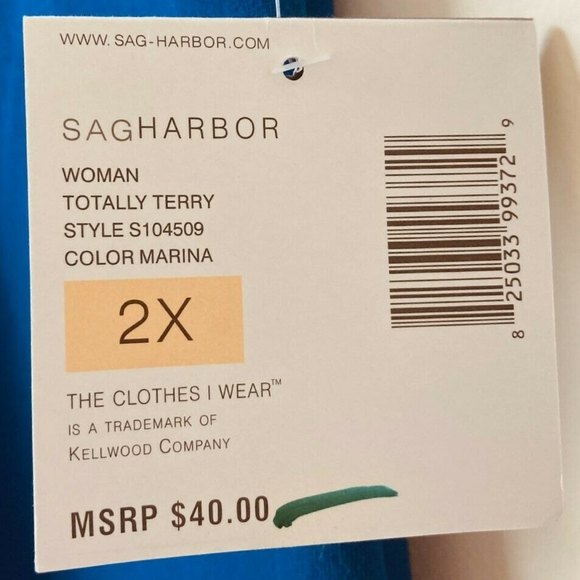 WWW. SAG-HARBOR.COM
SAGHARBOR
WOMAN
TOTALLY TERRY
STYLE S104509
COLOR MARINA
2X
THE CLOTHES I WEAR™
IS A TRADEMARK OF
KELLWOOD COMPANY
MSRP $40.00
8 25033 99372 9